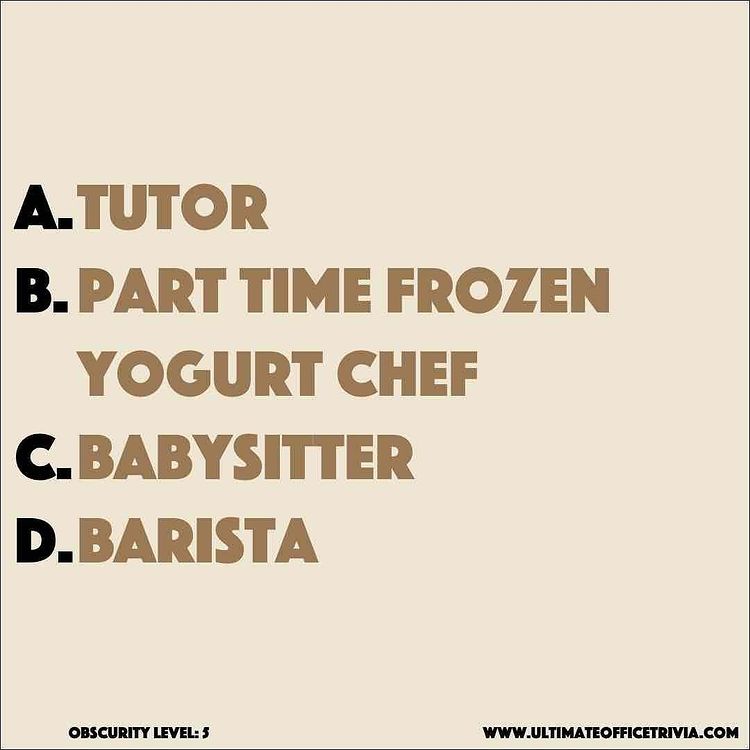 A. TUTOR
B. PART TIME FROZEN
YOGURT CHEF
C. BABYSITTER
D. BARISTA
OBSCURITY LEVEL: 5
WWW.ULTIMATEOFFICETRIVIA.COM